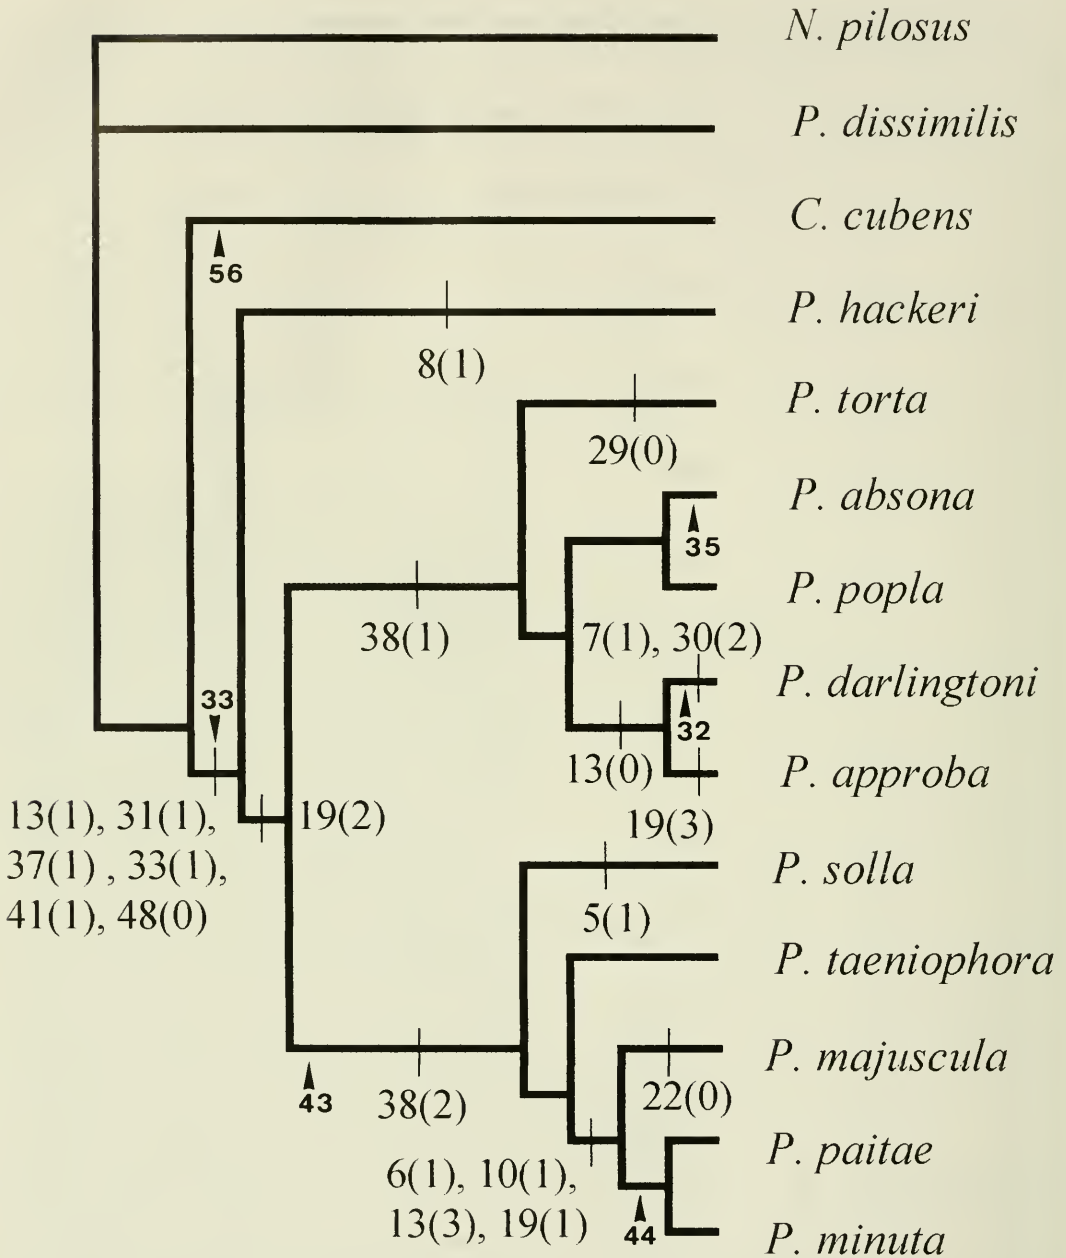 N. pilosus
P. dissimilis
C. cubens
56
P. hackeri
8(1)
P. torta
29(0)
P. absona
35
P. popla
38(1)
7(1), 30(2)
P. darlingtoni
33
32
13(0)
P. approba
13(1), 31(1),
37(1) , 33(1),
41(1), 48(0)
19(2)
19(3)
P. solla
5(1)
P. taeniophora
P. majuscula
43
38(2)
22(0)
P. paitae
6(1), 10(1),
13(3), 19(1)
44
P. minuta